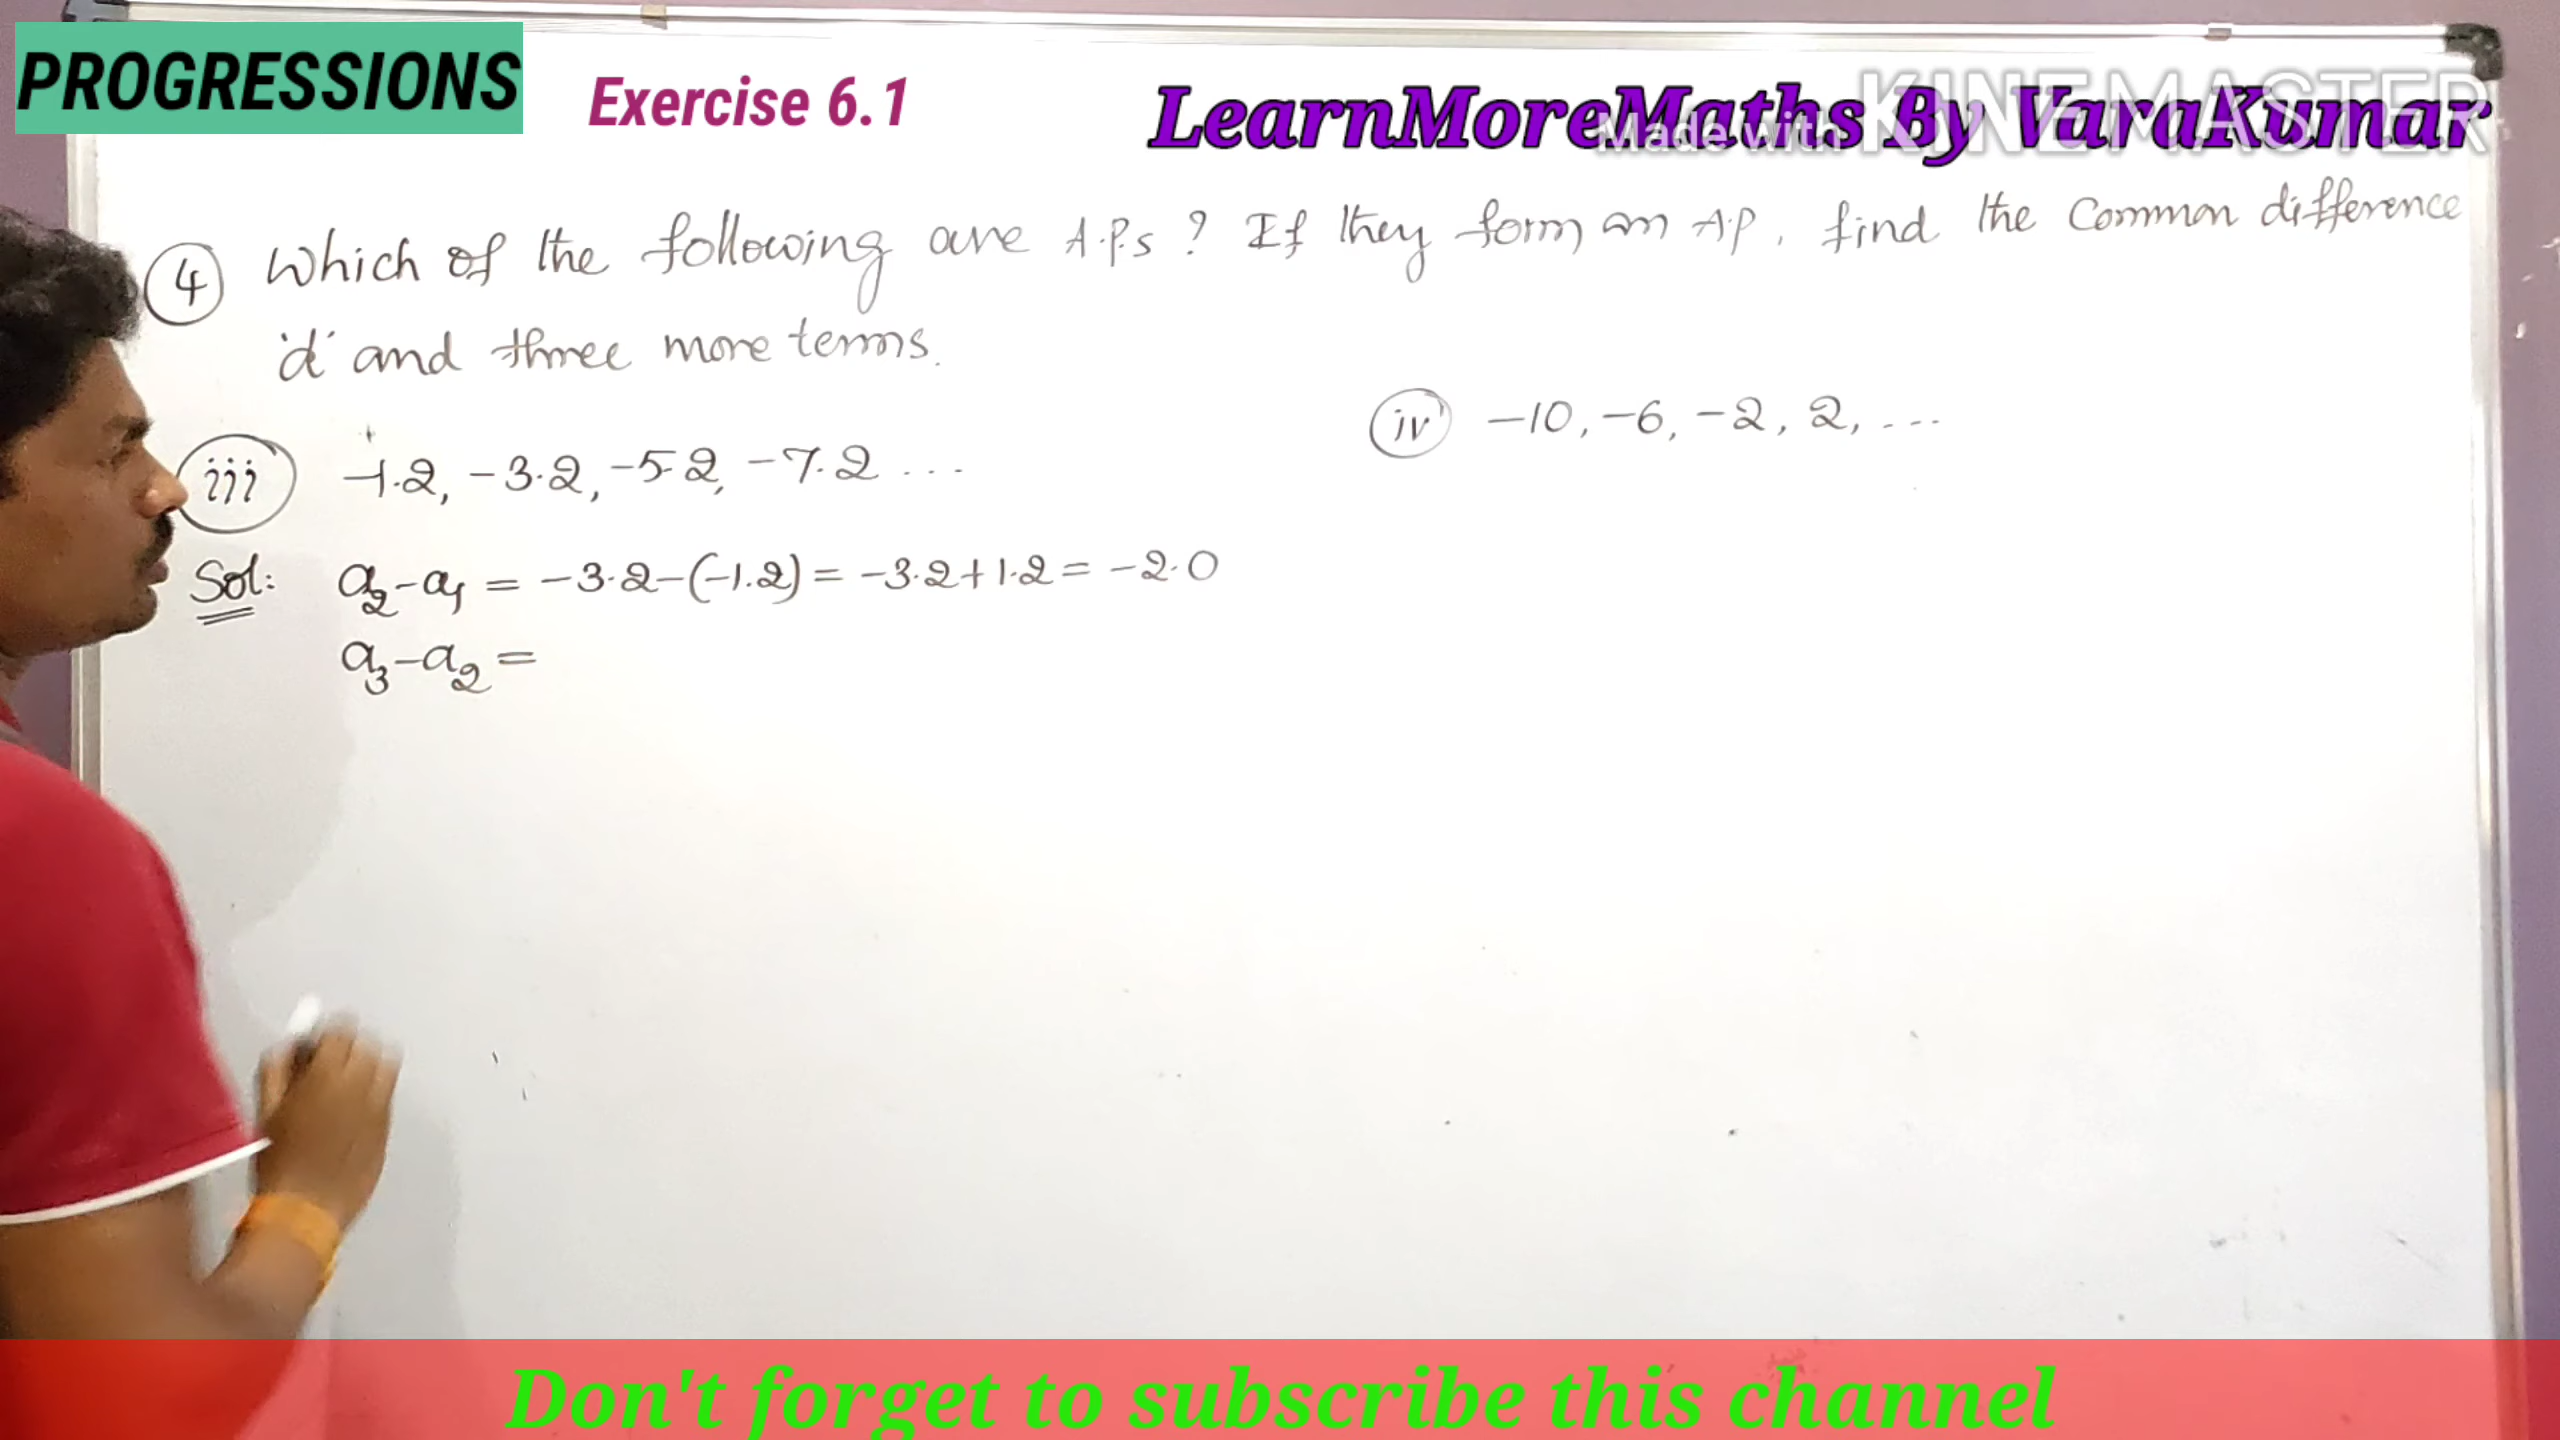 PROGRESSIONS
Exercise 6.1
LearnMoreMaths By VaraKumar
Made with KINEMASTER
4 Which of the following are A.P.s ? If they form an A.P, find the Common difference
'd' and three more terms.
iv -10, -6, -2, 2, ...
iii -1.2, -3.2, -5.2, -7.2 ...
Sol: a₂-a₁ = -3.2-(-1.2) = -3.2+1.2 = -2.0
a₃-a₂ =
Don't forget to subscribe this channel